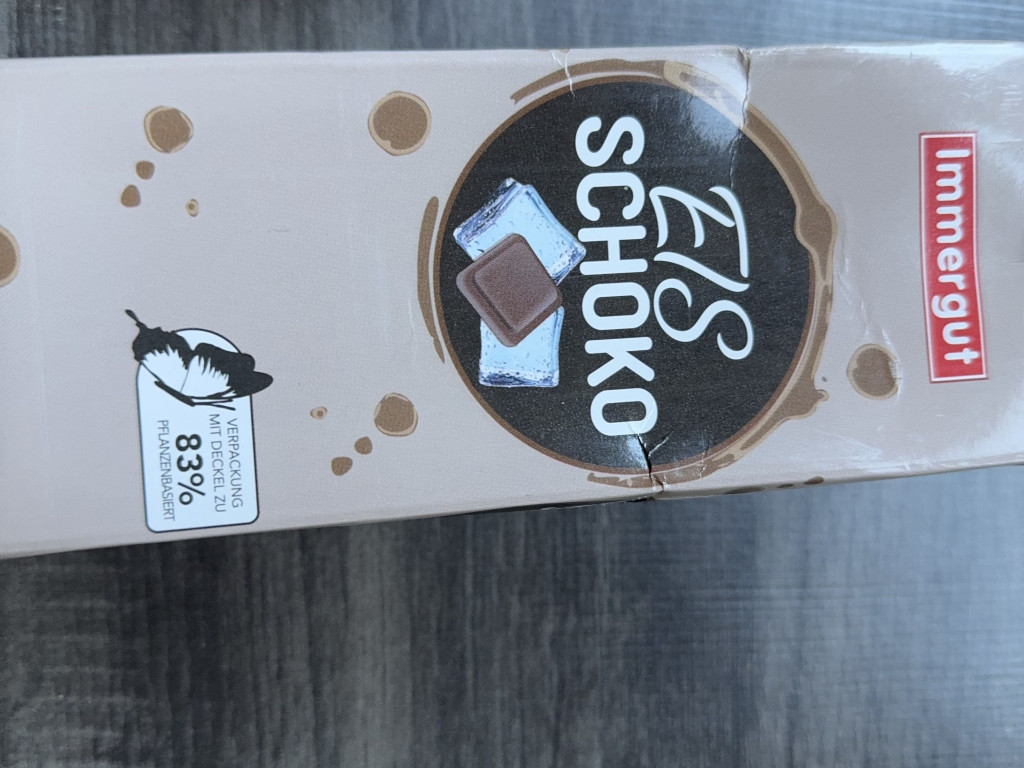 Immergut
EIS
SCHOKO
VERPACKUNG
MIT DECKEL ZU
83%
PFLANZENBASIERT